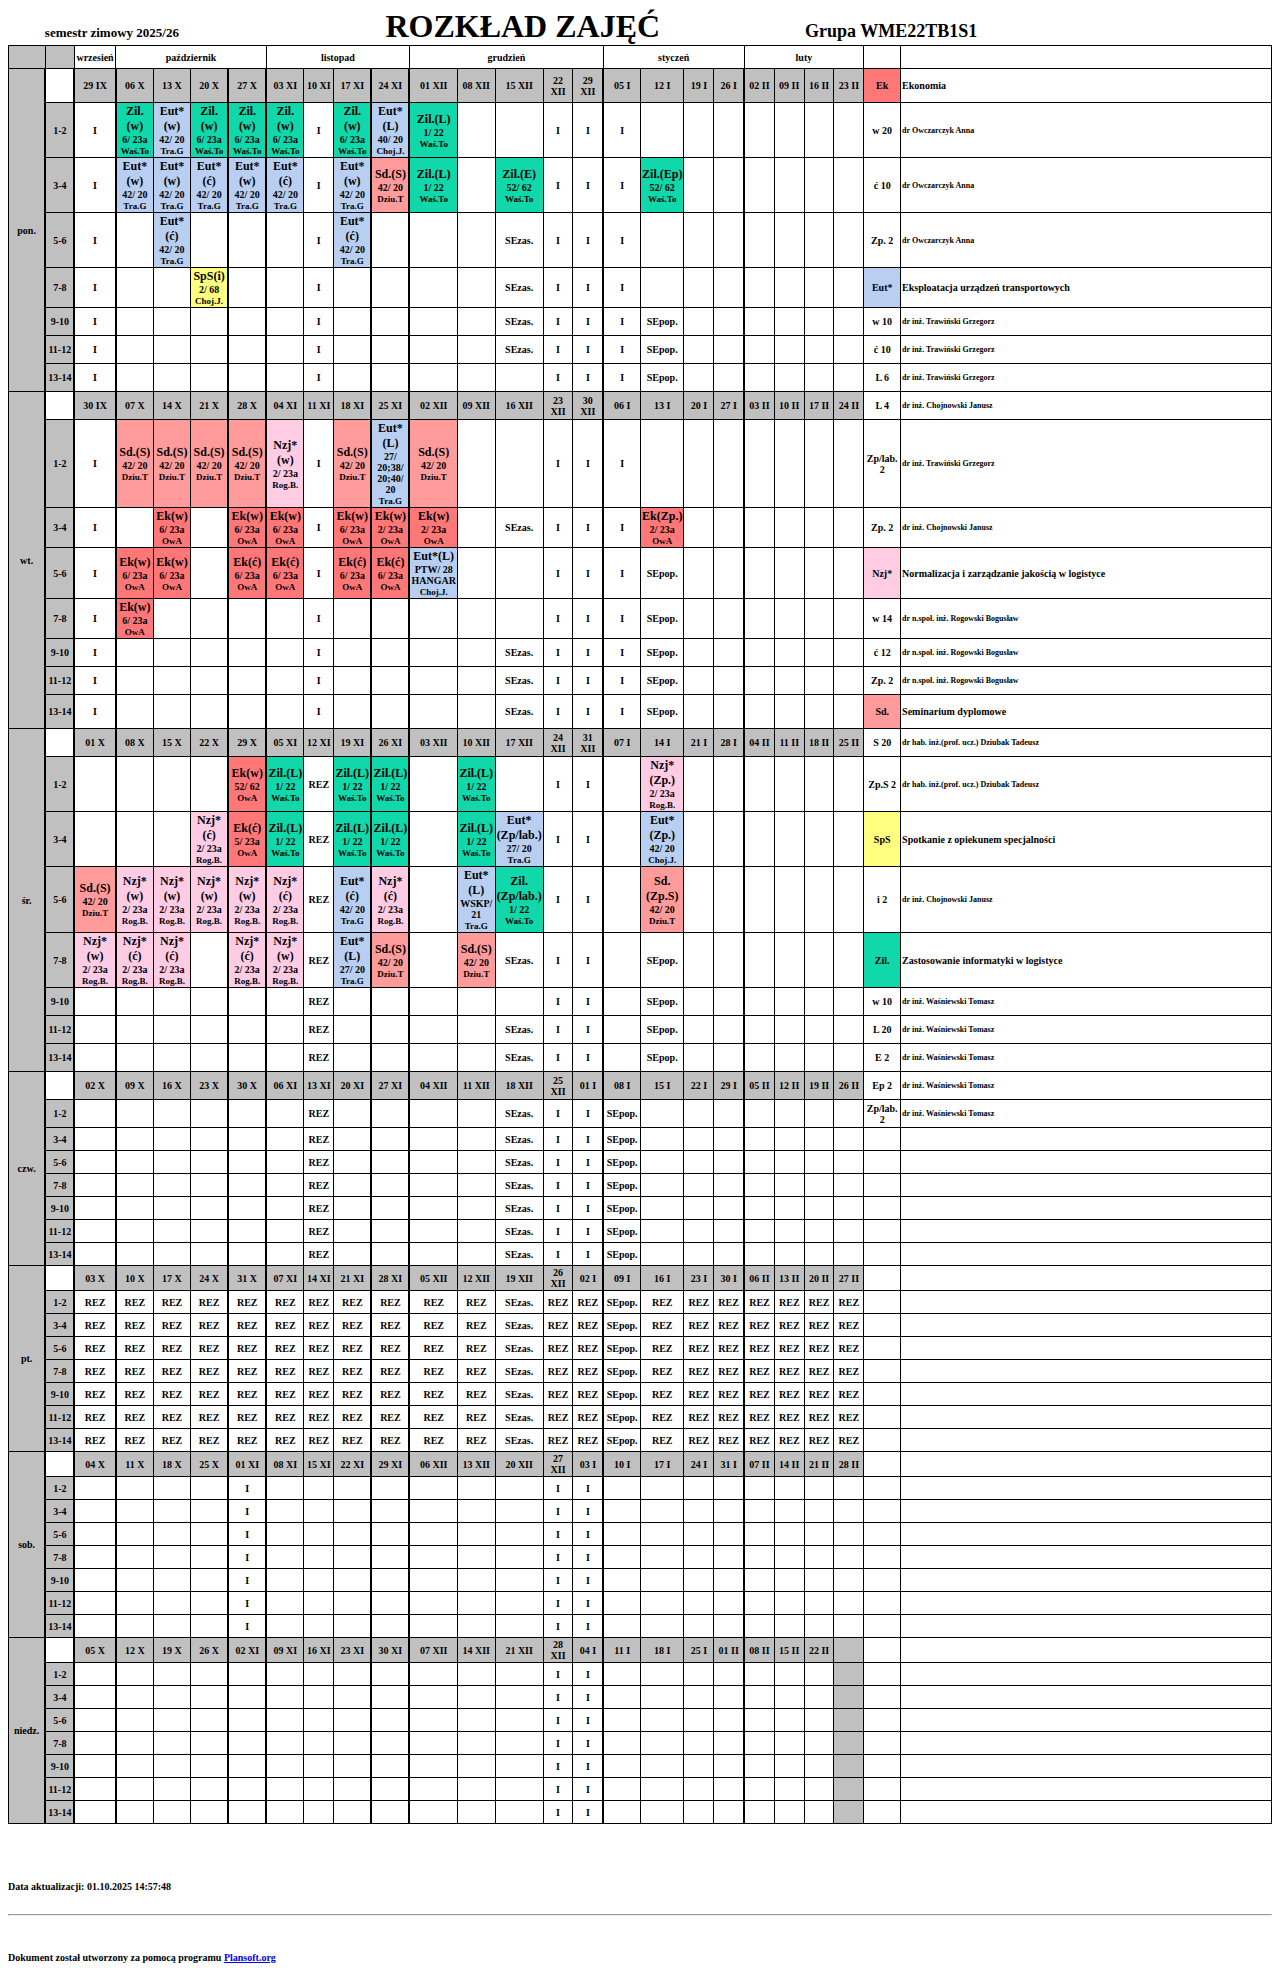 semestr zimowy 2025/26 ROZKŁAD ZAJĘĆ Grupa WME22TB1S1
wrzesień październik listopad grudzień styczeń luty
pon. 29 IX 06 X 13 X 20 X 27 X 03 XI 10 XI 17 XI 24 XI 01 XII 08 XII 15 XII 22 XII 29 XII 05 I 12 I 19 I 26 I 02 II 09 II 16 II 23 II Ek Ekonomia
1-2 I Zil.(w) 6/ 23a Waś.To Eut*(w) 42/ 20 Tra.G Zil.(w) 6/ 23a Waś.To Zil.(w) 6/ 23a Waś.To Zil.(w) 6/ 23a Waś.To I Zil.(w) 6/ 23a Waś.To Eut*(L) 40/ 20 Choj.J. Zil.(L) 1/ 22 Waś.To I I I w 20 dr Owczarczyk Anna
3-4 I Eut*(w) 42/ 20 Tra.G Eut*(w) 42/ 20 Tra.G Eut*(ć) 42/ 20 Tra.G Eut*(w) 42/ 20 Tra.G Eut*(ć) 42/ 20 Tra.G I Eut*(w) 42/ 20 Tra.G Sd.(S) 42/ 20 Dziu.T Zil.(L) 1/ 22 Waś.To Zil.(E) 52/ 62 Waś.To I I I Zil.(Ep) 52/ 62 Waś.To ć 10 dr Owczarczyk Anna
5-6 I Eut*(ć) 42/ 20 Tra.G I Eut*(ć) 42/ 20 Tra.G SEzas. I I I Zp. 2 dr Owczarczyk Anna
7-8 I SpS(i) 2/ 68 Choj.J. I SEzas. I I I Eut* Eksploatacja urządzeń transportowych
9-10 I I SEzas. I I I SEpop. w 10 dr inż. Trawiński Grzegorz
11-12 I I SEzas. I I I SEpop. ć 10 dr inż. Trawiński Grzegorz
13-14 I I I I I SEpop. L 6 dr inż. Trawiński Grzegorz
wt. 30 IX 07 X 14 X 21 X 28 X 04 XI 11 XI 18 XI 25 XI 02 XII 09 XII 16 XII 23 XII 30 XII 06 I 13 I 20 I 27 I 03 II 10 II 17 II 24 II L 4 dr inż. Chojnowski Janusz
1-2 I Sd.(S) 42/ 20 Dziu.T Sd.(S) 42/ 20 Dziu.T Sd.(S) 42/ 20 Dziu.T Sd.(S) 42/ 20 Dziu.T Nzj*(w) 2/ 23a Rog.B. I Sd.(S) 42/ 20 Dziu.T Eut*(L) 27/ 20;38/ 20;40/ 20 Tra.G Sd.(S) 42/ 20 Dziu.T I I I Zp/lab. 2 dr inż. Trawiński Grzegorz
3-4 I Ek(w) 6/ 23a OwA Ek(w) 6/ 23a OwA Ek(w) 6/ 23a OwA I Ek(w) 6/ 23a OwA Ek(w) 2/ 23a OwA Ek(w) 2/ 23a OwA SEzas. I I I Ek(Zp.) 2/ 23a OwA Zp. 2 dr inż. Chojnowski Janusz
5-6 I Ek(w) 6/ 23a OwA Ek(w) 6/ 23a OwA Ek(ć) 6/ 23a OwA Ek(ć) 6/ 23a OwA I Ek(ć) 6/ 23a OwA Ek(ć) 6/ 23a OwA Eut*(L) PTW/ 28 HANGAR Choj.J. I I I SEpop. Nzj* Normalizacja i zarządzanie jakością w logistyce
7-8 I Ek(w) 6/ 23a OwA I I I I SEpop. w 14 dr n.społ. inż. Rogowski Bogusław
9-10 I I SEzas. I I I SEpop. ć 12 dr n.społ. inż. Rogowski Bogusław
11-12 I I SEzas. I I I SEpop. Zp. 2 dr n.społ. inż. Rogowski Bogusław
13-14 I I SEzas. I I I SEpop. Sd. Seminarium dyplomowe
śr. 01 X 08 X 15 X 22 X 29 X 05 XI 12 XI 19 XI 26 XI 03 XII 10 XII 17 XII 24 XII 31 XII 07 I 14 I 21 I 28 I 04 II 11 II 18 II 25 II S 20 dr hab. inż.(prof. ucz.) Dziubak Tadeusz
1-2 Ek(w) 52/ 62 OwA Zil.(L) 1/ 22 Waś.To REZ Zil.(L) 1/ 22 Waś.To Zil.(L) 1/ 22 Waś.To Zil.(L) 1/ 22 Waś.To I I Nzj*(Zp.) 2/ 23a Rog.B. Zp.S 2 dr hab. inż.(prof. ucz.) Dziubak Tadeusz
3-4 Nzj*(ć) 2/ 23a Rog.B. Ek(ć) 5/ 23a OwA Zil.(L) 1/ 22 Waś.To REZ Zil.(L) 1/ 22 Waś.To Zil.(L) 1/ 22 Waś.To Zil.(L) 1/ 22 Waś.To Eut*(Zp/lab.) 27/ 20 Tra.G I I Eut*(Zp.) 42/ 20 Choj.J. SpS Spotkanie z opiekunem specjalności
5-6 Sd.(S) 42/ 20 Dziu.T Nzj*(w) 2/ 23a Rog.B. Nzj*(w) 2/ 23a Rog.B. Nzj*(w) 2/ 23a Rog.B. Nzj*(w) 2/ 23a Rog.B. Nzj*(ć) 2/ 23a Rog.B. REZ Eut*(ć) 42/ 20 Tra.G Nzj*(ć) 2/ 23a Rog.B. Eut*(L) WSKP/ 21 Tra.G Zil.(Zp/lab.) 1/ 22 Waś.To I I Sd.(Zp.S) 42/ 20 Dziu.T i 2 dr inż. Chojnowski Janusz
7-8 Nzj*(w) 2/ 23a Rog.B. Nzj*(ć) 2/ 23a Rog.B. Nzj*(ć) 2/ 23a Rog.B. Nzj*(ć) 2/ 23a Rog.B. Nzj*(w) 2/ 23a Rog.B. REZ Eut*(L) 27/ 20 Tra.G Sd.(S) 42/ 20 Dziu.T Sd.(S) 42/ 20 Dziu.T SEzas. I I SEpop. Zil. Zastosowanie informatyki w logistyce
9-10 REZ I I SEpop. w 10 dr inż. Waśniewski Tomasz
11-12 REZ SEzas. I I SEpop. L 20 dr inż. Waśniewski Tomasz
13-14 REZ SEzas. I I SEpop. E 2 dr inż. Waśniewski Tomasz
czw. 02 X 09 X 16 X 23 X 30 X 06 XI 13 XI 20 XI 27 XI 04 XII 11 XII 18 XII 25 XII 01 I 08 I 15 I 22 I 29 I 05 II 12 II 19 II 26 II Ep 2 dr inż. Waśniewski Tomasz
1-2 REZ SEzas. I I SEpop. Zp/lab. 2 dr inż. Waśniewski Tomasz
3-4 REZ SEzas. I I SEpop.
5-6 REZ SEzas. I I SEpop.
7-8 REZ SEzas. I I SEpop.
9-10 REZ SEzas. I I SEpop.
11-12 REZ SEzas. I I SEpop.
13-14 REZ SEzas. I I SEpop.
pt. 03 X 10 X 17 X 24 X 31 X 07 XI 14 XI 21 XI 28 XI 05 XII 12 XII 19 XII 26 XII 02 I 09 I 16 I 23 I 30 I 06 II 13 II 20 II 27 II
1-2 REZ REZ REZ REZ REZ REZ REZ REZ REZ REZ REZ SEzas. REZ REZ SEpop. REZ REZ REZ REZ REZ REZ REZ
3-4 REZ REZ REZ REZ REZ REZ REZ REZ REZ REZ REZ SEzas. REZ REZ SEpop. REZ REZ REZ REZ REZ REZ REZ
5-6 REZ REZ REZ REZ REZ REZ REZ REZ REZ REZ REZ SEzas. REZ REZ SEpop. REZ REZ REZ REZ REZ REZ REZ
7-8 REZ REZ REZ REZ REZ REZ REZ REZ REZ REZ REZ SEzas. REZ REZ SEpop. REZ REZ REZ REZ REZ REZ REZ
9-10 REZ REZ REZ REZ REZ REZ REZ REZ REZ REZ REZ SEzas. REZ REZ SEpop. REZ REZ REZ REZ REZ REZ REZ
11-12 REZ REZ REZ REZ REZ REZ REZ REZ REZ REZ REZ SEzas. REZ REZ SEpop. REZ REZ REZ REZ REZ REZ REZ
13-14 REZ REZ REZ REZ REZ REZ REZ REZ REZ REZ REZ SEzas. REZ REZ SEpop. REZ REZ REZ REZ REZ REZ REZ
sob. 04 X 11 X 18 X 25 X 01 XI 08 XI 15 XI 22 XI 29 XI 06 XII 13 XII 20 XII 27 XII 03 I 10 I 17 I 24 I 31 I 07 II 14 II 21 II 28 II
1-2 I I I
3-4 I I I
5-6 I I I
7-8 I I I
9-10 I I I
11-12 I I I
13-14 I I I
niedz. 05 X 12 X 19 X 26 X 02 XI 09 XI 16 XI 23 XI 30 XI 07 XII 14 XII 21 XII 28 XII 04 I 11 I 18 I 25 I 01 II 08 II 15 II 22 II
1-2 I I
3-4 I I
5-6 I I
7-8 I I
9-10 I I
11-12 I I
13-14 I I
Data aktualizacji: 01.10.2025 14:57:48
Dokument został utworzony za pomocą programu Plansoft.org